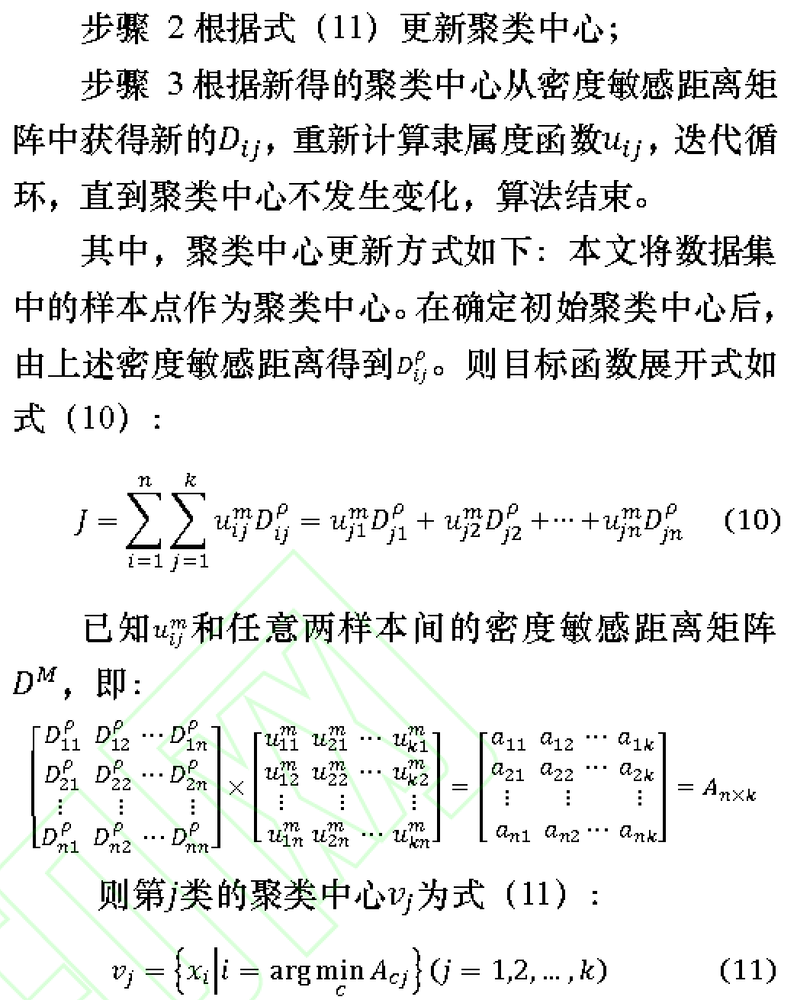 步骤 2 根据式（11）更新聚类中心；
步骤 3 根据新得的聚类中心从密度敏感距离矩
阵中获得新的$D_{ij}$，重新计算隶属度函数$u_{ij}$，迭代循
环，直到聚类中心不发生变化，算法结束。
其中，聚类中心更新方式如下：本文将数据集
中的样本点作为聚类中心。在确定初始聚类中心后，
由上述密度敏感距离得到$D_{ij}^{\rho}$。则目标函数展开式如
式（10）：
$J = \sum_{i=1}^{n} \sum_{j=1}^{k} u_{ij}^{m} D_{ij}^{\rho} = u_{j1}^{m} D_{j1}^{\rho} + u_{j2}^{m} D_{j2}^{\rho} + \cdots + u_{jn}^{m} D_{jn}^{\rho}$ （10）
已知$u_{ij}^{m}$和任意两样本间的密度敏感距离矩阵
$D^{M}$，即：
$\begin{bmatrix} D_{11}^{\rho} & D_{12}^{\rho} & \cdots & D_{1n}^{\rho} \\ D_{21}^{\rho} & D_{22}^{\rho} & \cdots & D_{2n}^{\rho} \\ \vdots & \vdots & & \vdots \\ D_{n1}^{\rho} & D_{n2}^{\rho} & \cdots & D_{nn}^{\rho} \end{bmatrix} \times \begin{bmatrix} u_{11}^{m} & u_{21}^{m} & \cdots & u_{k1}^{m} \\ u_{12}^{m} & u_{22}^{m} & \cdots & u_{k2}^{m} \\ \vdots & \vdots & & \vdots \\ u_{1n}^{m} & u_{2n}^{m} & \cdots & u_{kn}^{m} \end{bmatrix} = \begin{bmatrix} a_{11} & a_{12} & \cdots & a_{1k} \\ a_{21} & a_{22} & \cdots & a_{2k} \\ \vdots & \vdots & & \vdots \\ a_{n1} & a_{n2} & \cdots & a_{nk} \end{bmatrix} = A_{n \times k}$
则第$j$类的聚类中心$v_{j}$为式（11）：
$v_{j} = \left\{ x_{i} \middle| i = \arg\min_{c} A_{cj} \right\} (j = 1,2,\ldots,k)$ （11）